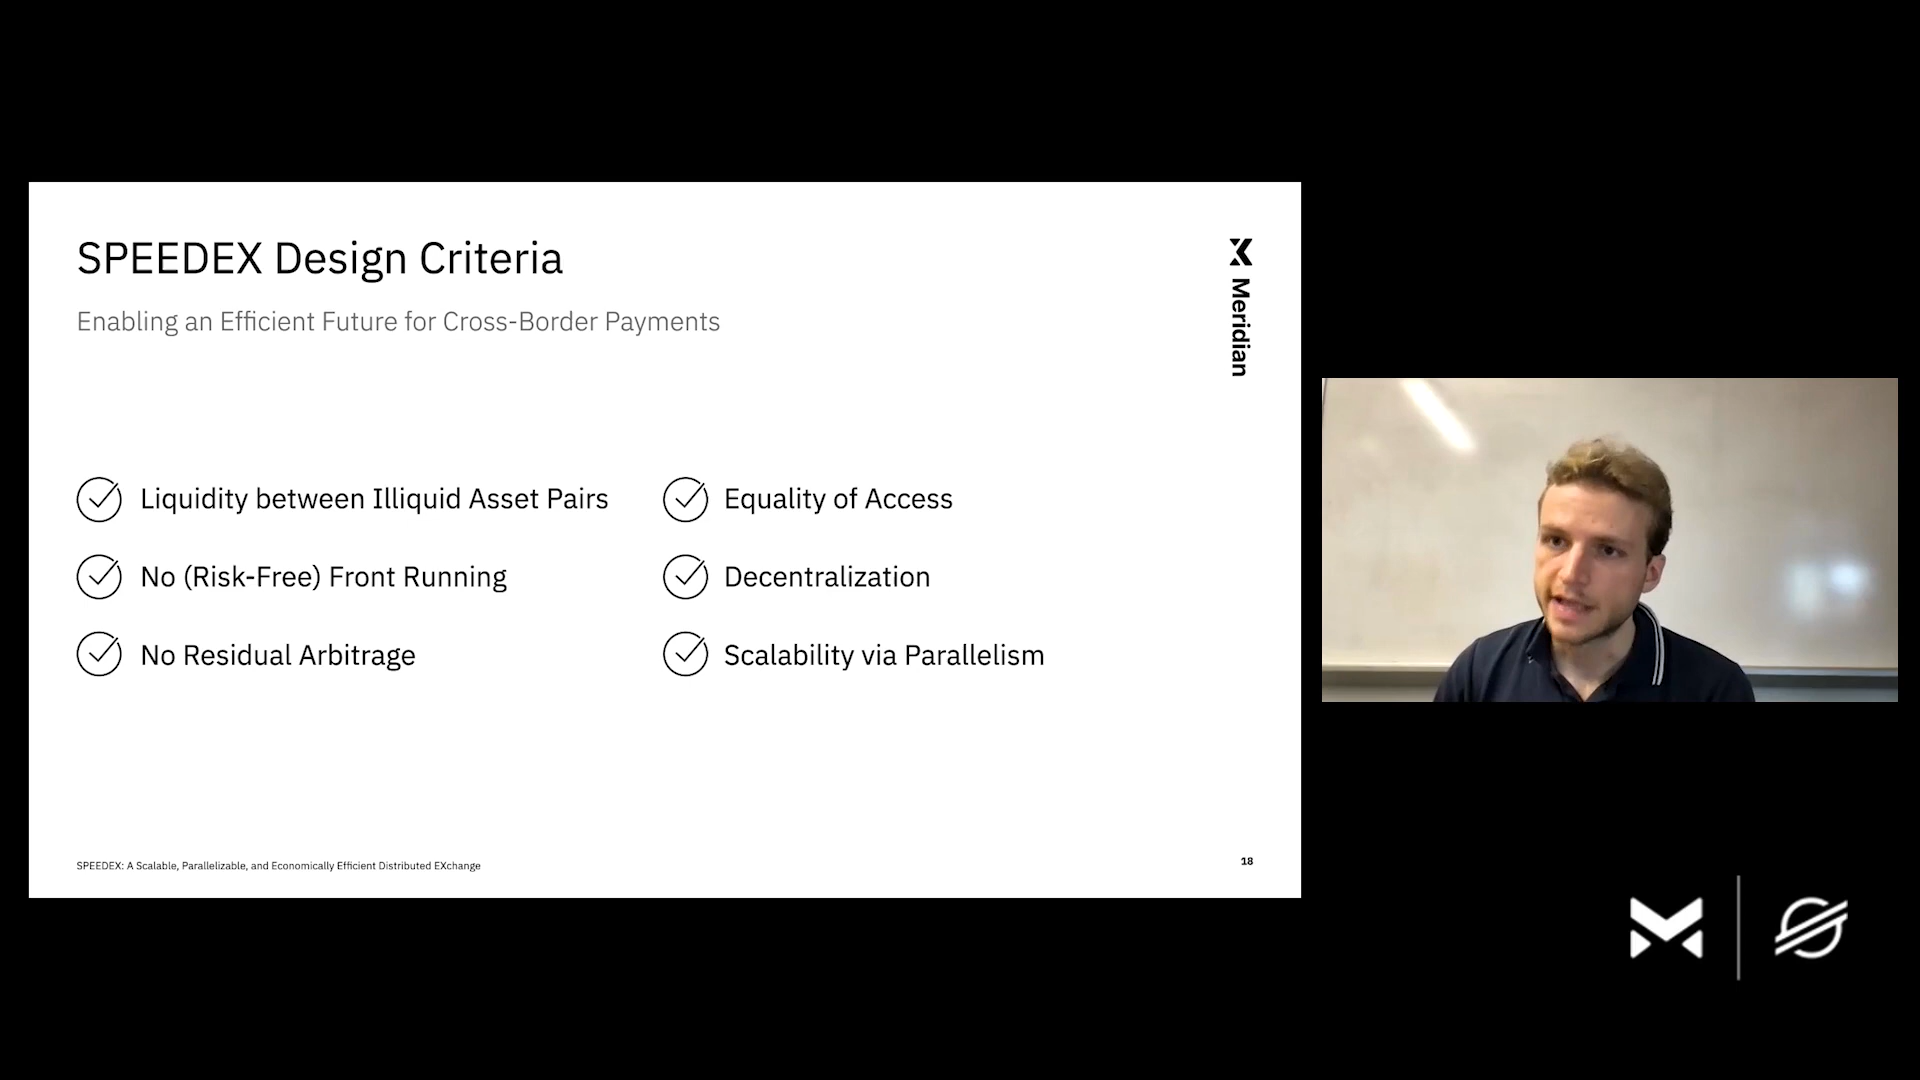 SPEEDEX Design Criteria
Enabling an Efficient Future for Cross-Border Payments
Meridian
Liquidity between Illiquid Asset Pairs
No (Risk-Free) Front Running
No Residual Arbitrage
Equality of Access
Decentralization
Scalability via Parallelism
SPEEDEX: A Scalable, Parallelizable, and Economically Efficient Distributed EXchange
18